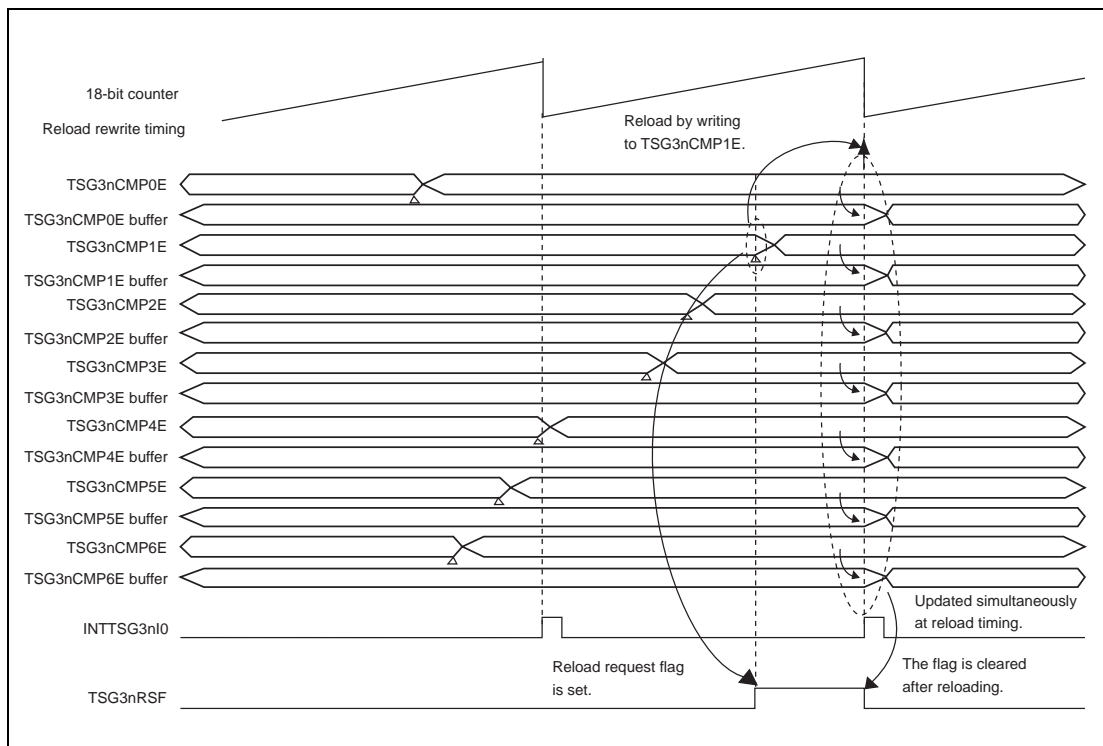 18-bit counter
Reload rewrite timing
Reload by writing
to TSG3nCMP1E.
TSG3nCMP0E
TSG3nCMP0E buffer
TSG3nCMP1E
TSG3nCMP1E buffer
TSG3nCMP2E
TSG3nCMP2E buffer
TSG3nCMP3E
TSG3nCMP3E buffer
TSG3nCMP4E
TSG3nCMP4E buffer
TSG3nCMP5E
TSG3nCMP5E buffer
TSG3nCMP6E
TSG3nCMP6E buffer
Updated simultaneously
at reload timing.
INTTSG3nI0
Reload request flag
is set.
The flag is cleared
after reloading.
TSG3nRSF